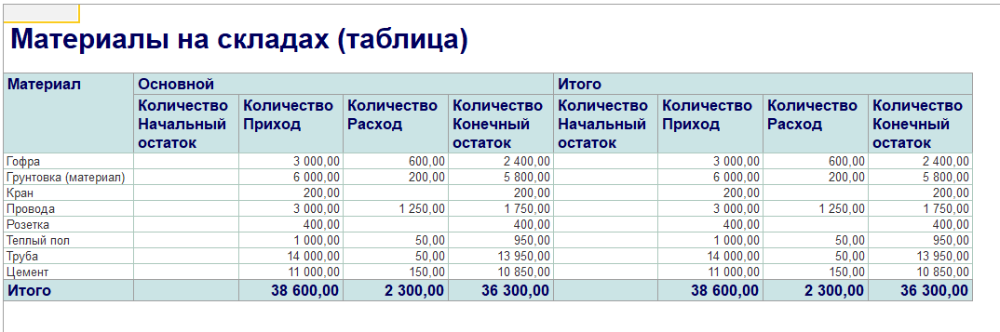 Материалы на складах (таблица)
Материал Основной Итого
Количество Количество Количество Количество Количество Количество Количество Количество
Начальный Приход Расход Конечный Начальный Приход Расход Конечный
остаток остаток остаток остаток
Гофра 3 000,00 600,00 2 400,00 3 000,00 600,00 2 400,00
Грунтовка (материал) 6 000,00 200,00 5 800,00 6 000,00 200,00 5 800,00
Кран 200,00 200,00 200,00 200,00
Провода 3 000,00 1 250,00 1 750,00 3 000,00 1 250,00 1 750,00
Розетка 400,00 400,00 400,00 400,00
Теплый пол 1 000,00 50,00 950,00 1 000,00 50,00 950,00
Труба 14 000,00 50,00 13 950,00 14 000,00 50,00 13 950,00
Цемент 11 000,00 150,00 10 850,00 11 000,00 150,00 10 850,00
Итого 38 600,00 2 300,00 36 300,00 38 600,00 2 300,00 36 300,00